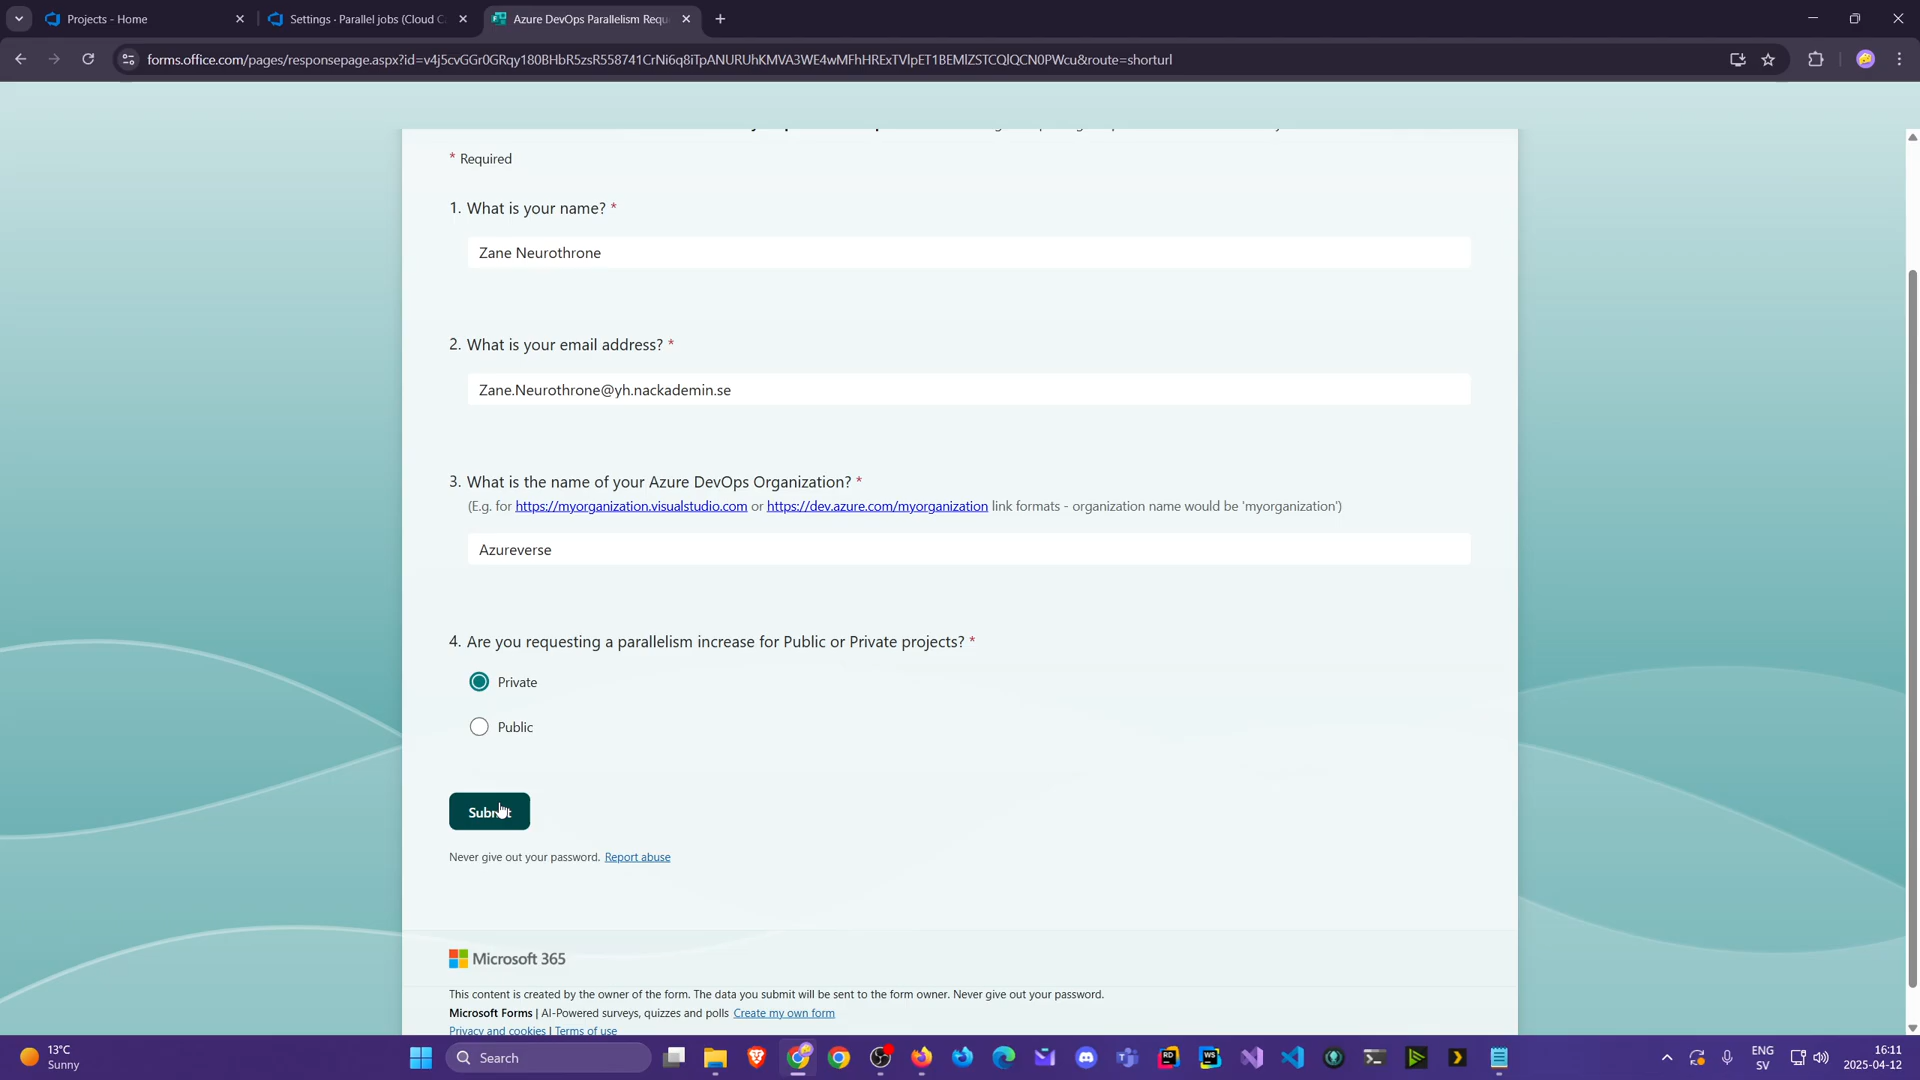 Projects - Home
Settings - Parallel jobs (Cloud C
Azure DevOps Parallelism Requ
forms.office.com/pages/responsepage.aspx?id=v4j5cvGGr0GRqy180BHbR5zsR558741CrNi6q8iTpANURUhKMVA3WE4wMFhHRExTVlpET1BEMlZSTCQlQCN0PWcu&route=shorturl
* Required
1. What is your name? *
Zane Neurothrone
2. What is your email address? *
Zane.Neurothrone@yh.nackademin.se
3. What is the name of your Azure DevOps Organization? *
(E.g. for https://myorganization.visualstudio.com or https://dev.azure.com/myorganization link formats - organization name would be 'myorganization')
Azureverse
4. Are you requesting a parallelism increase for Public or Private projects? *
Private
Public
Submit
Never give out your password. Report abuse
Microsoft 365
This content is created by the owner of the form. The data you submit will be sent to the form owner. Never give out your password.
Microsoft Forms | AI-Powered surveys, quizzes and polls Create my own form
Privacy and cookies | Terms of use
13°C
Sunny
Search
RD
WS
ENG
SV
16:11
2025-04-12